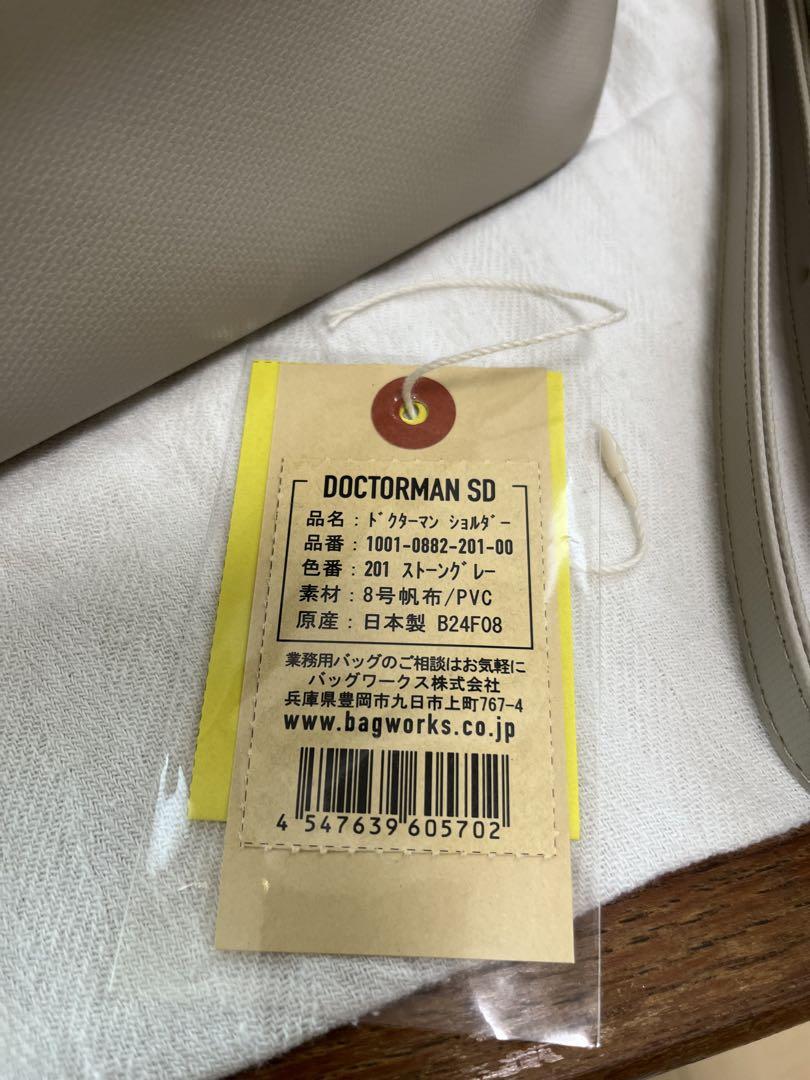 DOCTORMAN SD
品名：ﾄﾞｸﾀｰﾏﾝ ｼｮﾙﾀﾞｰ
品番：1001-0882-201-00
色番：201 ｽﾄｰﾝｸﾞﾚｰ
素材：8号帆布/PVC
原産：日本製 B24F08
業務用バッグのご相談はお気軽に
バッグワークス株式会社
兵庫県豊岡市九日市上町767-4
www.bagworks.co.jp
4 547639 605702